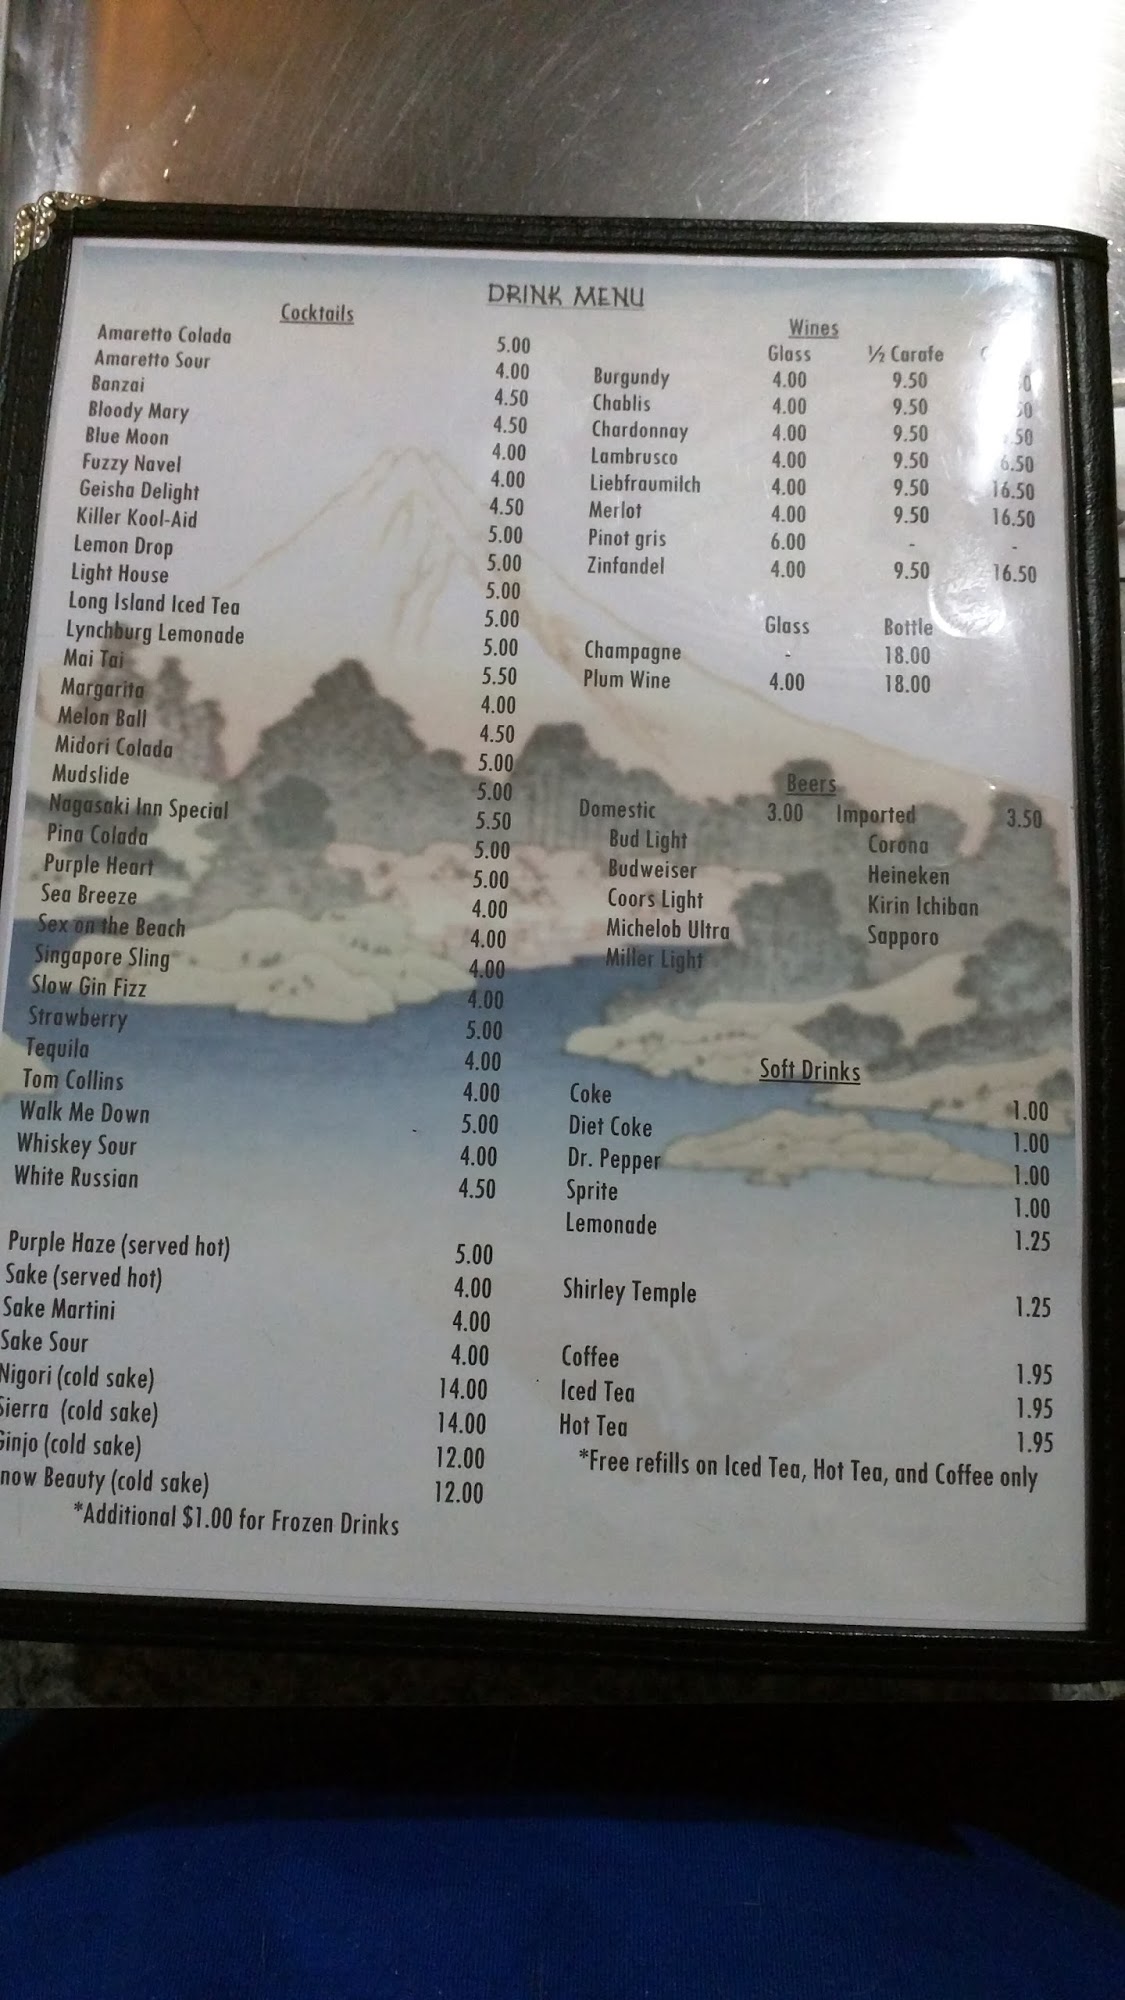 DRINK MENU
Cocktails
Amaretto Colada 5.00
Amaretto Sour 4.00
Banzai 4.50
Bloody Mary 4.50
Blue Moon 4.00
Fuzzy Navel 4.00
Geisha Delight 4.50
Killer Kool-Aid 5.00
Lemon Drop 5.00
Light House 5.00
Long Island Iced Tea 5.00
Lynchburg Lemonade 5.00
Mai Tai 5.50
Margarita 4.00
Melon Ball 4.50
Midori Colada 5.00
Mudslide 5.00
Nagasaki Inn Special 5.50
Pina Colada 5.00
Purple Heart 5.00
Sea Breeze 4.00
Sex on the Beach 4.00
Singapore Sling 4.00
Slow Gin Fizz 4.00
Strawberry 5.00
Tequila 4.00
Tom Collins 4.00
Walk Me Down 5.00
Whiskey Sour 4.00
White Russian 4.50
Purple Haze (served hot) 5.00
Sake (served hot) 4.00
Sake Martini 4.00
Sake Sour 4.00
Nigori (cold sake) 14.00
Sierra (cold sake) 14.00
Ginjo (cold sake) 12.00
Beauty (cold sake) 12.00
*Additional $1.00 for Frozen Drinks
Wines
Glass ½ Carafe
Burgundy 4.00 9.50
Chablis 4.00 9.50
Chardonnay 4.00 9.50
Lambrusco 4.00 9.50
Liebfraumilch 4.00 9.50 16.50
Merlot 4.00 9.50 16.50
Pinot gris 6.00 - -
Zinfandel 4.00 9.50 16.50
Glass Bottle
Champagne - 18.00
Plum Wine 4.00 18.00
Beers
Domestic 3.00 Imported 3.50
Bud Light Corona
Budweiser Heineken
Coors Light Kirin Ichiban
Michelob Ultra Sapporo
Miller Light
Soft Drinks
Coke 1.00
Diet Coke 1.00
Dr. Pepper 1.00
Sprite 1.00
Lemonade 1.25
Shirley Temple 1.25
Coffee 1.95
Iced Tea 1.95
Hot Tea 1.95
*Free refills on Iced Tea, Hot Tea, and Coffee only